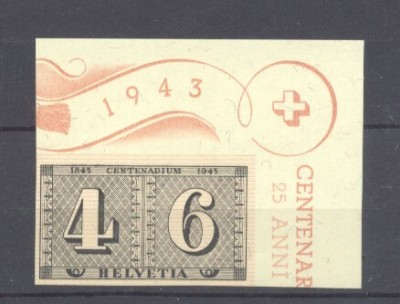 1943
1843 CENTENARIUM 1943
4 6
HELVETIA
CENTENAR
25 ANNI